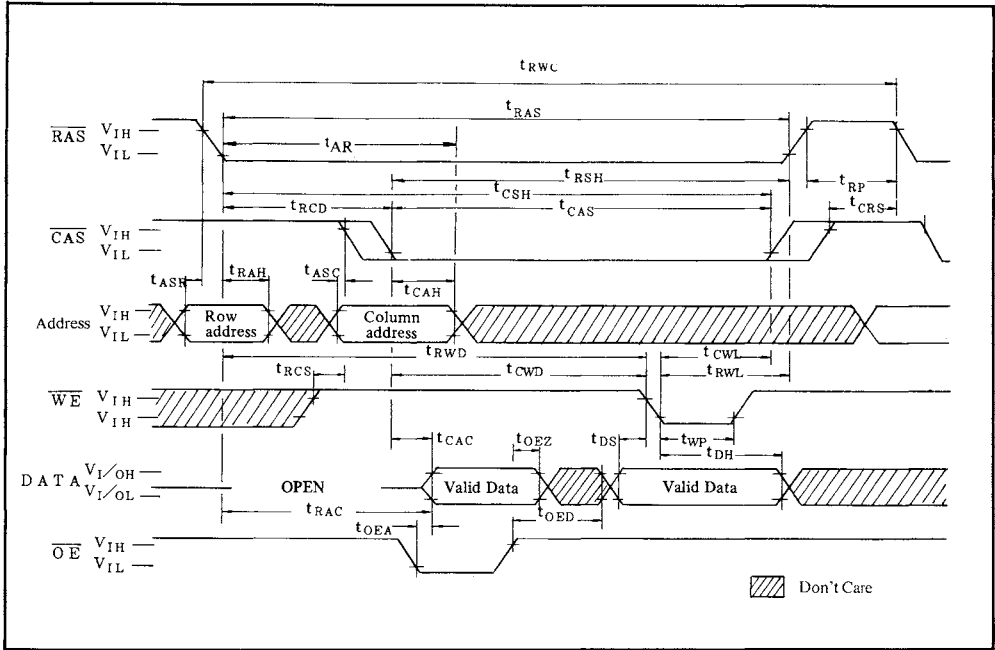 tRWC
tRAS
RAS VIH
VIL
tAR
tRSH
tRP
tCSH
tRCD
tCAS
tCRS
CAS VIH
VIL
tASR
tRAH
tASC
tCAH
Address VIH
VIL
Row address
Column address
tRWD
tCWL
tRCS
tCWD
tRWL
WE VIH
VIH
tCAC
tOEZ
tDS
tWP
tDH
DATA VI/OH
VI/OL
OPEN
Valid Data
Valid Data
tRAC
tOED
tOEA
OE VIH
VIL
Don't Care